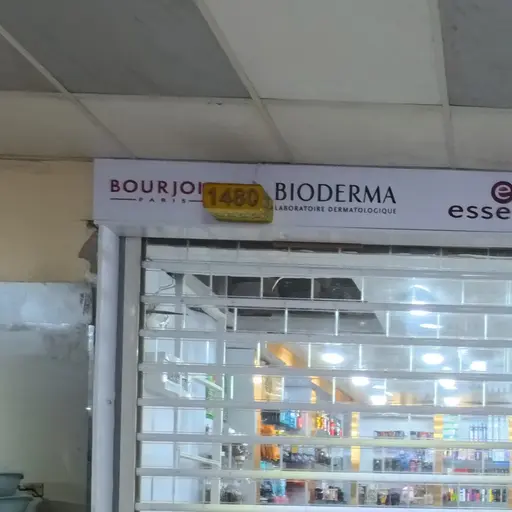 BOURJOI
PARIS
1480
BIODERMA
LABORATOIRE DERMATOLOGIQUE
e
esse